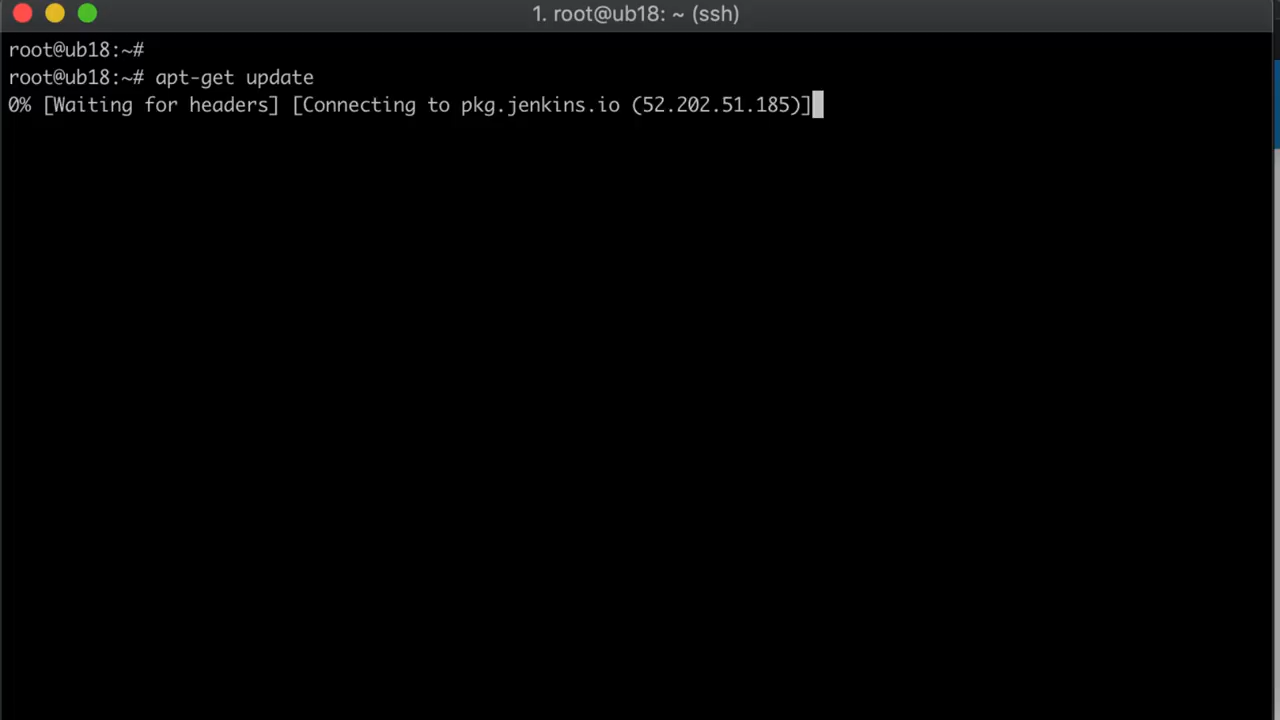 1. root@ub18: ~ (ssh)
root@ub18:~#
root@ub18:~# apt-get update
0% [Waiting for headers] [Connecting to pkg.jenkins.io (52.202.51.185)]